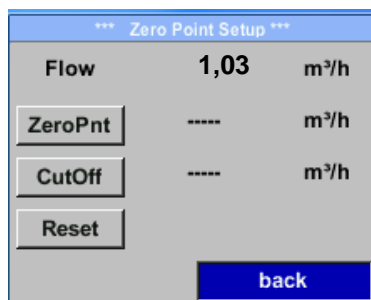 *** Zero Point Setup ***
Flow 1,03 m³/h
ZeroPnt ----- m³/h
CutOff ----- m³/h
Reset
back